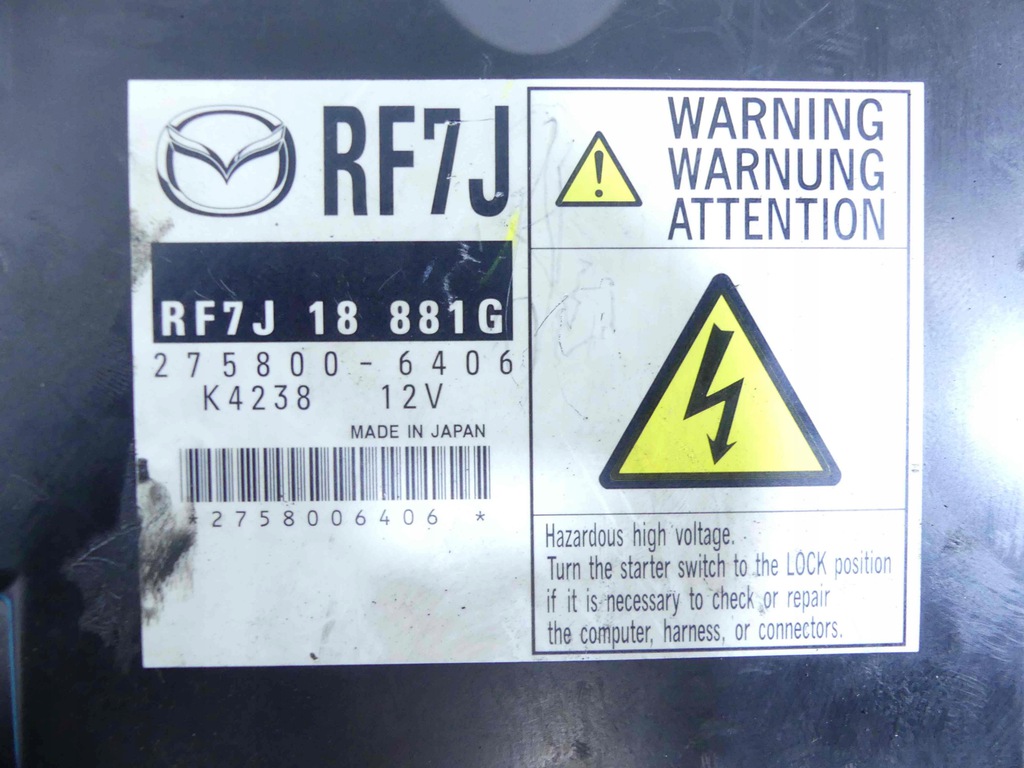 RF7J
RF7J 18 881G
275800-6406
K4238 12V
MADE IN JAPAN
*2758006406 *
WARNING
WARNUNG
ATTENTION
Hazardous high voltage.
Turn the starter switch to the LOCK position
if it is necessary to check or repair
the computer, harness, or connectors.